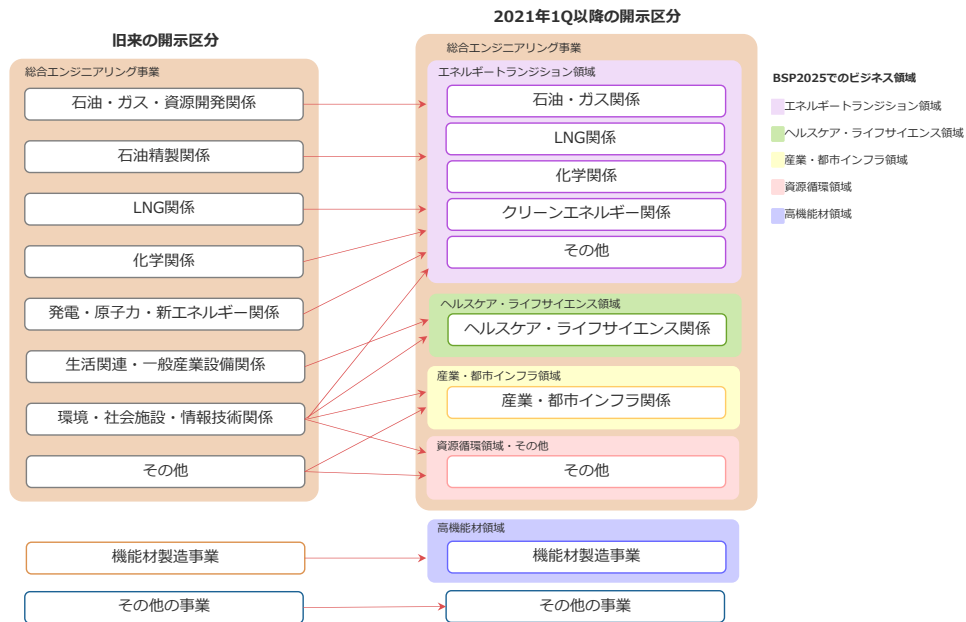 旧来の開示区分
総合エンジニアリング事業
石油・ガス・資源開発関係
石油精製関係
LNG関係
化学関係
発電・原子力・新エネルギー関係
生活関連・一般産業設備関係
環境・社会施設・情報技術関係
その他
機能材製造事業
その他の事業
2021年1Q以降の開示区分
総合エンジニアリング事業
エネルギートランジション領域
石油・ガス関係
LNG関係
化学関係
クリーンエネルギー関係
その他
ヘルスケア・ライフサイエンス領域
ヘルスケア・ライフサイエンス関係
産業・都市インフラ領域
産業・都市インフラ関係
資源循環領域・その他
その他
高機能材領域
機能材製造事業
その他の事業
BSP2025でのビジネス領域
エネルギートランジション領域
ヘルスケア・ライフサイエンス領域
産業・都市インフラ領域
資源循環領域
高機能材領域